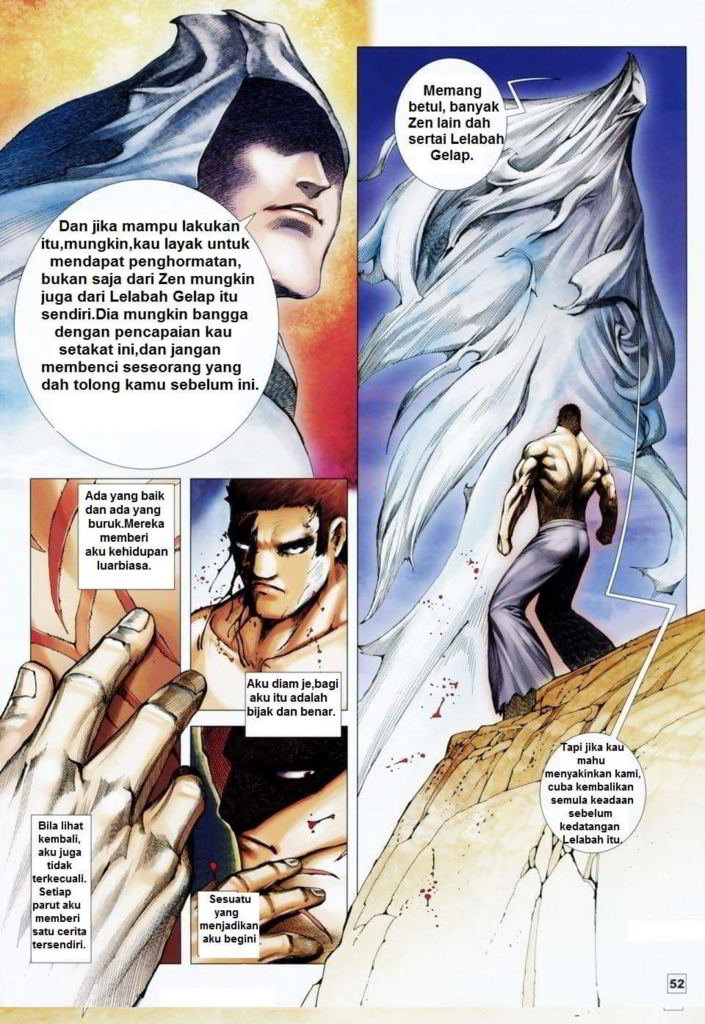 Memang
betul, banyak
Zen lain dah
sertai Lelabah
Gelap.
Dan jika mampu lakukan
itu,mungkin,kau layak untuk
mendapat penghormatan,
bukan saja dari Zen mungkin
juga dari Lelabah Gelap itu
sendiri.Dia mungkin bangga
dengan pencapaian kau
setakat ini,dan jangan
membenci seseorang yang
dah tolong kamu sebelum ini.
Tapi jika kau
mahu
menyakinkan kami,
cuba kembalikan
semula keadaan
sebelum
kedatangan
Lelabah itu.
Ada yang baik
dan ada yang
buruk.Mereka
memberi
aku kehidupan
luarbiasa.
Aku diam je,bagi
aku itu adalah
bijak dan benar.
Bila lihat
kembali,
aku juga
tidak
terkecuali.
Setiap
parut aku
memberi
satu cerita
tersendiri.
Sesuatu
yang
menjadikan
aku begini
52